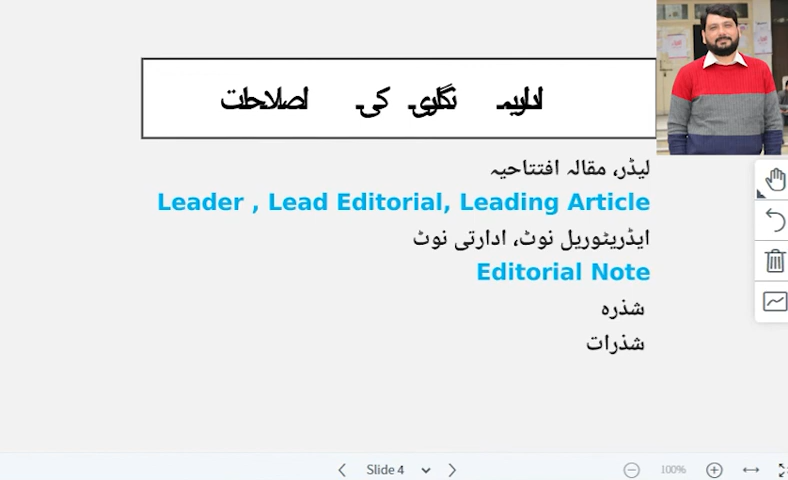 اداریہ نگاری کی اصلاحات
لیڈر، مقالہ افتتاحیہ
Leader , Lead Editorial, Leading Article
ایڈریٹوریل نوٹ، ادارتی نوٹ
Editorial Note
شذرہ
شذرات
Slide 4
100%